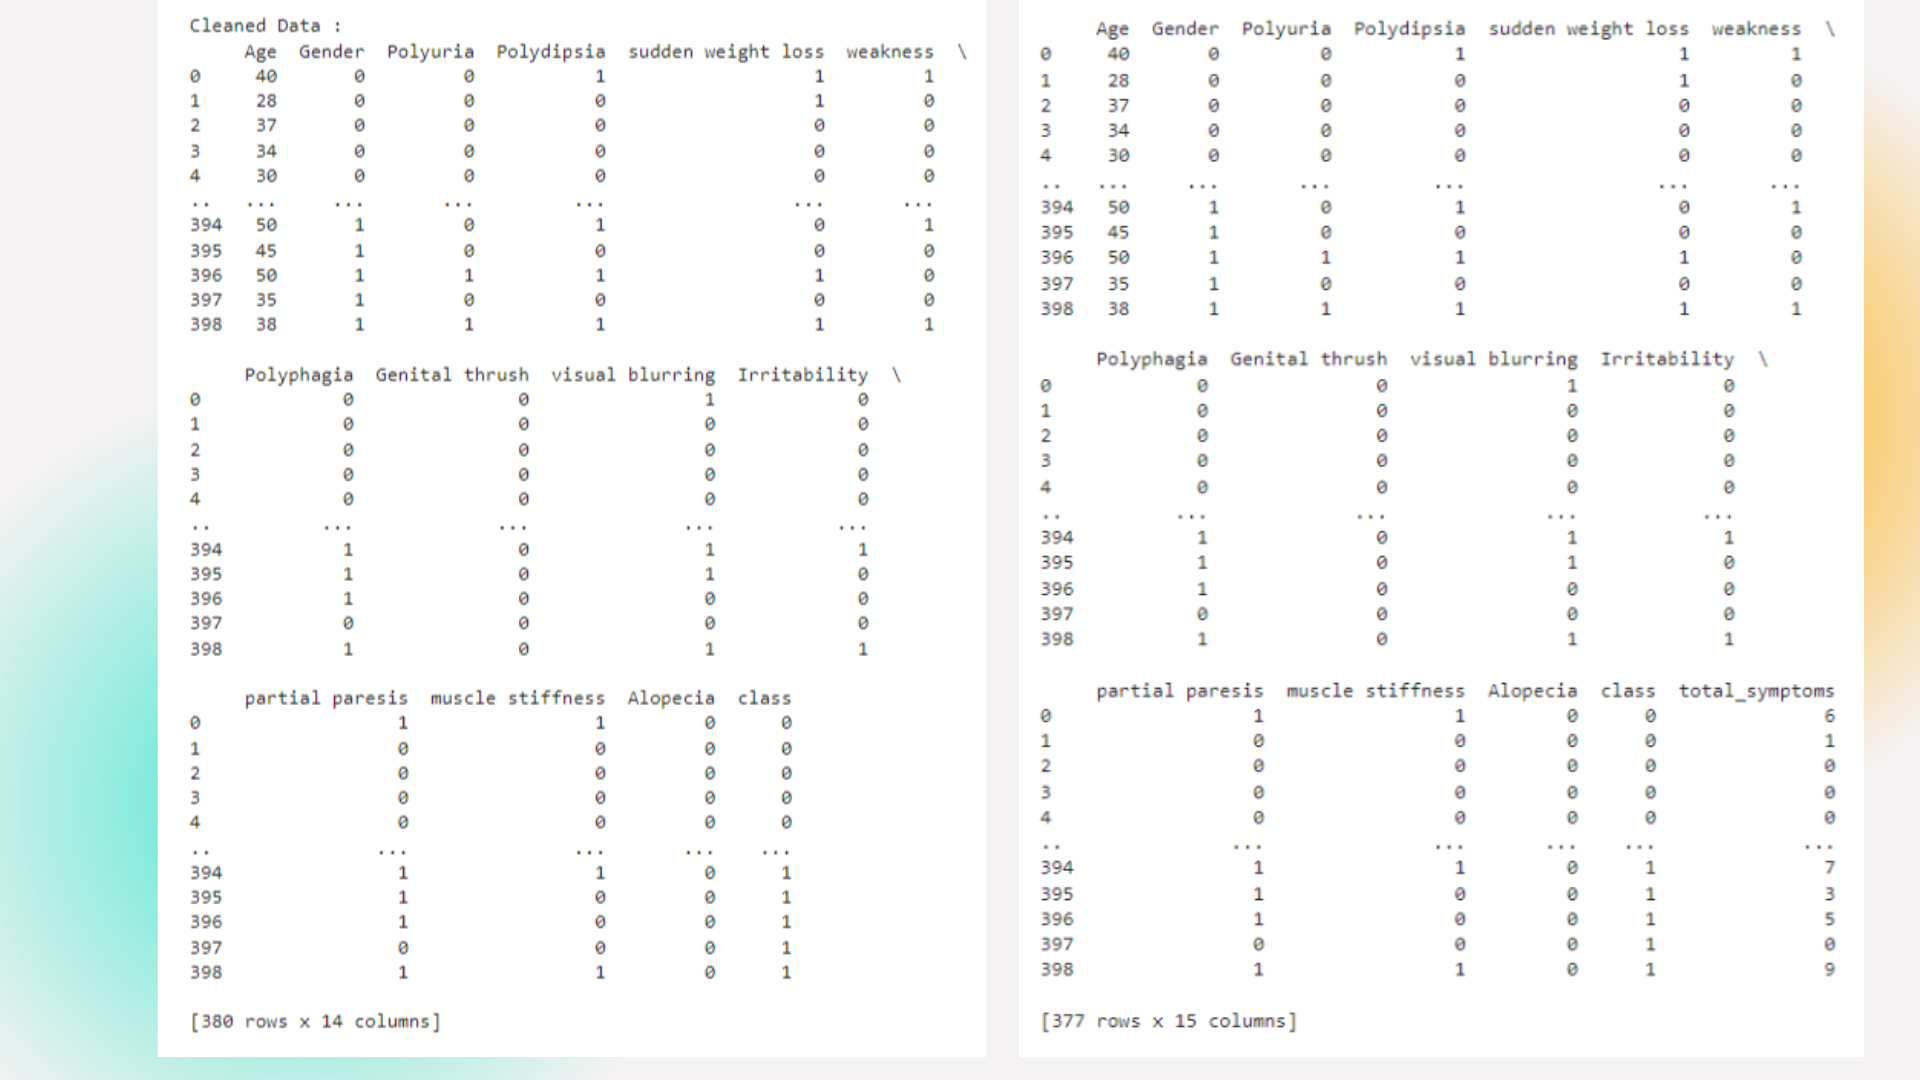 Cleaned Data :
     Age  Gender  Polyuria  Polydipsia  sudden weight loss  weakness  \
0     40       0         0           1                   1         1
1     28       0         0           0                   1         0
2     37       0         0           0                   0         0
3     34       0         0           0                   0         0
4     30       0         0           0                   0         0
..   ...     ...       ...         ...                 ...       ...
394   50       1         0           1                   0         1
395   45       1         0           0                   0         0
396   50       1         1           1                   1         0
397   35       1         0           0                   0         0
398   38       1         1           1                   1         1
     Polyphagia  Genital thrush  visual blurring  Irritability  \
0             0               0                1             0
1             0               0                0             0
2             0               0                0             0
3             0               0                0             0
4             0               0                0             0
..          ...             ...              ...           ...
394           1               0                1             1
395           1               0                1             0
396           1               0                0             0
397           0               0                0             0
398           1               0                1             1
     partial paresis  muscle stiffness  Alopecia  class
0                  1                 1         0      0
1                  0                 0         0      0
2                  0                 0         0      0
3                  0                 0         0      0
4                  0                 0         0      0
..               ...               ...       ...    ...
394                1                 1         0      1
395                1                 0         0      1
396                1                 0         0      1
397                0                 0         0      1
398                1                 1         0      1
[380 rows x 14 columns]
     Age  Gender  Polyuria  Polydipsia  sudden weight loss  weakness  \
0     40       0         0           1                   1         1
1     28       0         0           0                   1         0
2     37       0         0           0                   0         0
3     34       0         0           0                   0         0
4     30       0         0           0                   0         0
..   ...     ...       ...         ...                 ...       ...
394   50       1         0           1                   0         1
395   45       1         0           0                   0         0
396   50       1         1           1                   1         0
397   35       1         0           0                   0         0
398   38       1         1           1                   1         1
     Polyphagia  Genital thrush  visual blurring  Irritability  \
0             0               0                1             0
1             0               0                0             0
2             0               0                0             0
3             0               0                0             0
4             0               0                0             0
..          ...             ...              ...           ...
394           1               0                1             1
395           1               0                1             0
396           1               0                0             0
397           0               0                0             0
398           1               0                1             1
     partial paresis  muscle stiffness  Alopecia  class  total_symptoms
0                  1                 1         0      0               6
1                  0                 0         0      0               1
2                  0                 0         0      0               0
3                  0                 0         0      0               0
4                  0                 0         0      0               0
..               ...               ...       ...    ...             ...
394                1                 1         0      1               7
395                1                 0         0      1               3
396                1                 0         0      1               5
397                0                 0         0      1               0
398                1                 1         0      1               9
[377 rows x 15 columns]